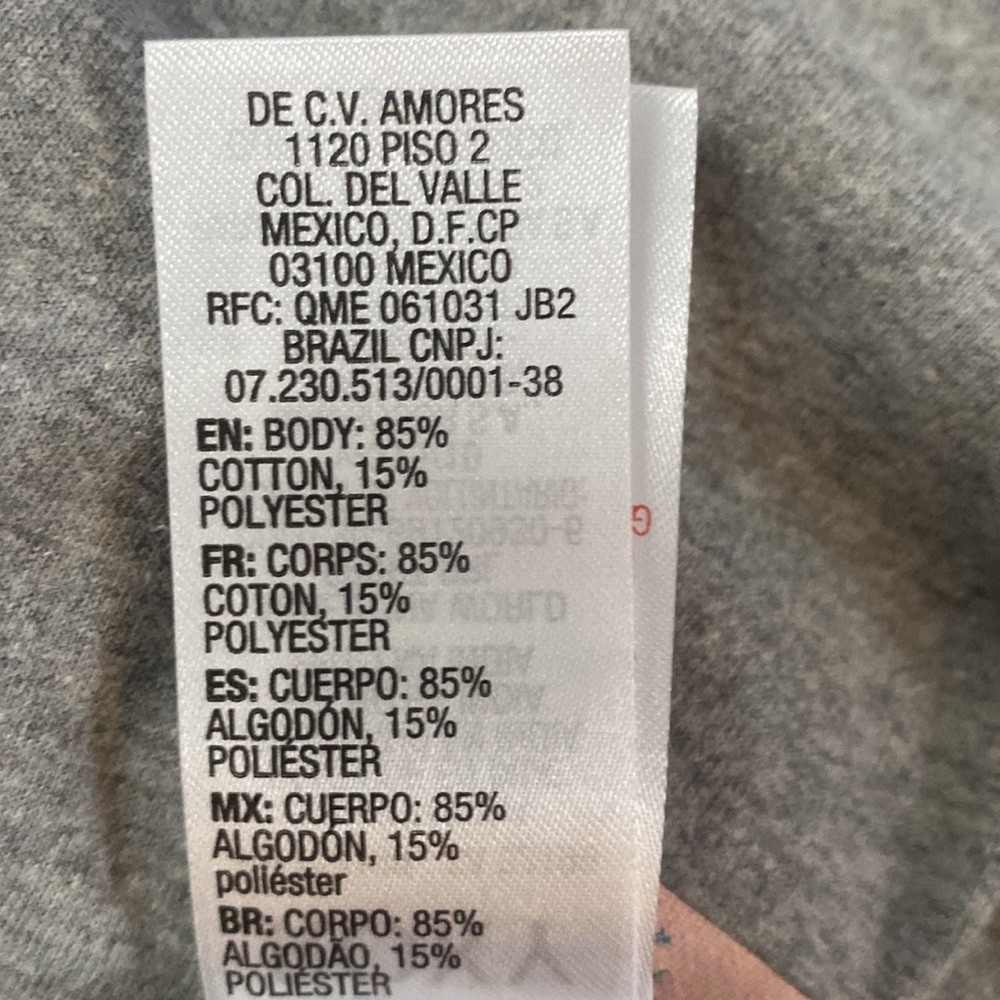 DE C.V. AMORES
1120 PISO 2
COL. DEL VALLE
MEXICO, D.F.CP
03100 MEXICO
RFC: QME 061031 JB2
BRAZIL CNPJ:
07.230.513/0001-38
EN: BODY: 85%
COTTON, 15%
POLYESTER
FR: CORPS: 85%
COTON, 15%
POLYESTER
ES: CUERPO: 85%
ALGODÓN, 15%
POLIÉSTER
MX: CUERPO: 85%
ALGODÓN, 15%
poliéster
BR: CORPO: 85%
ALGODÃO, 15%
POLIÉSTER